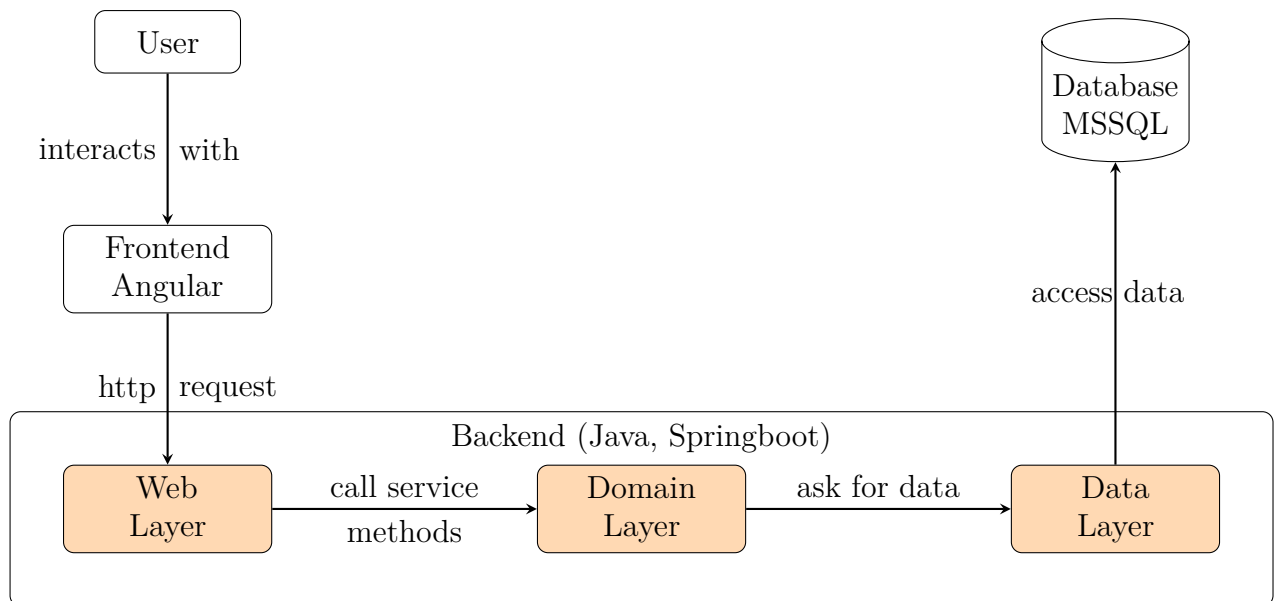 User
Database
MSSQL
interacts with
Frontend
Angular
access data
http request
Backend (Java, Springboot)
Web
Layer
call service
methods
Domain
Layer
ask for data
Data
Layer